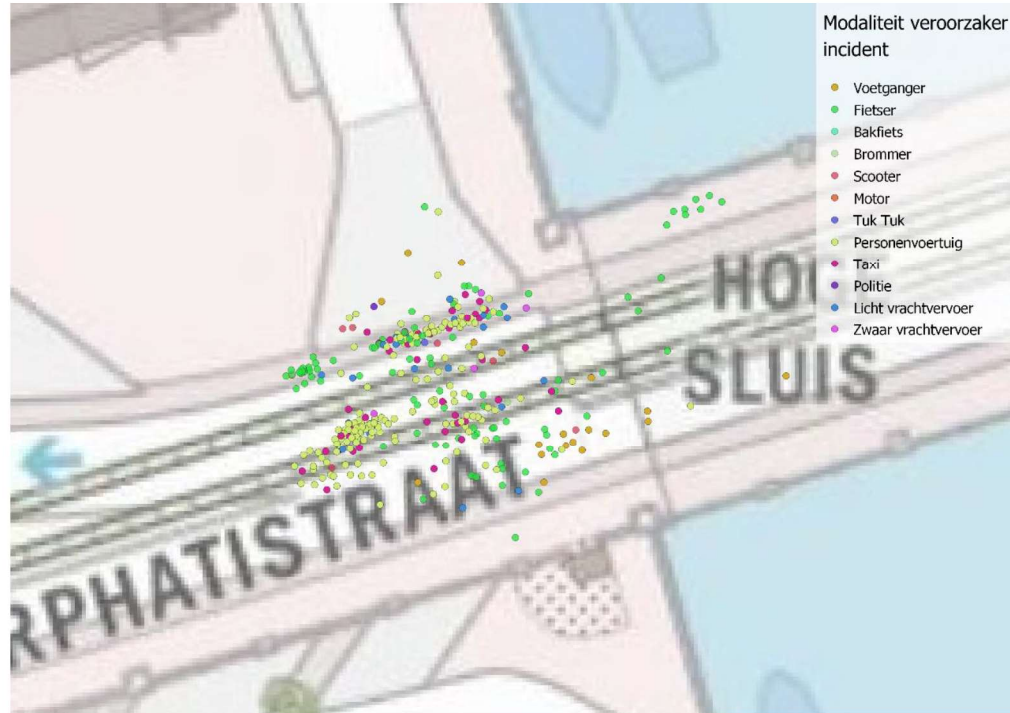 Modaliteit veroorzaker
incident
Voetganger
Fietser
Bakfiets
Brommer
Scooter
Motor
Tuk Tuk
Personenvoertuig
Taxi
Politie
Licht vrachtvervoer
Zwaar vrachtvervoer
SLUIS
RPHATISTRAAT